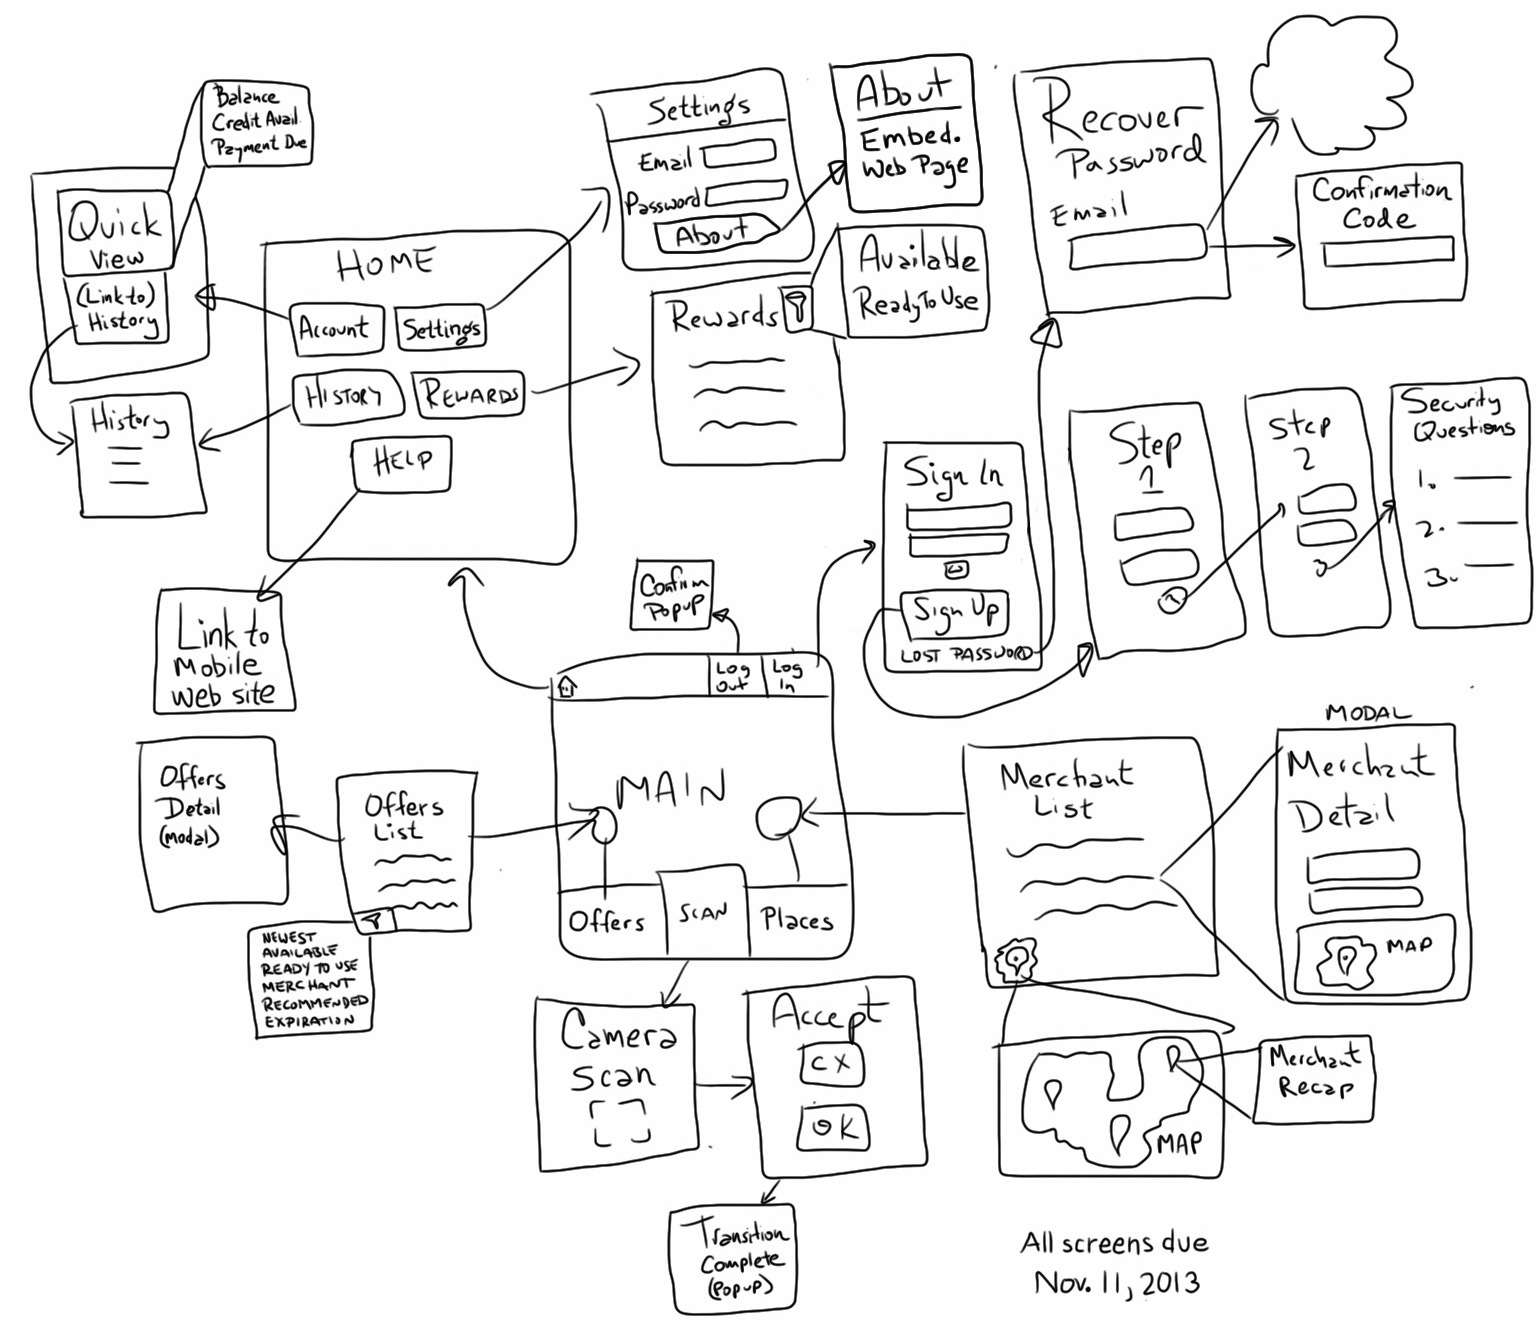 Balance
Credit Avail.
Payment Due
Quick
View
(Link to)
History
History
HOME
Account
Settings
HISTORY
REWARDS
HELP
Link to
Mobile
Web site
Settings
Email
Password
About
About
Embed.
Web Page
Rewards
Available
Ready To Use
Recover
Password
Email
Confirmation
Code
Sign In
Sign Up
LOST PASSWORD
Step
1
Step
2
Security
Questions
1.
2.
3.
Confirm
Popup
Log
Out
Log
In
MAIN
Offers
SCAN
Places
Offers
Detail
(Modal)
Offers
List
NEWEST
AVAILABLE
READY TO USE
MERCHANT
RECOMMENDED
EXPIRATION
Merchant
List
MODAL
Merchant
Detail
MAP
MAP
Merchant
Recap
Camera
Scan
Accept
CX
OK
Transition
Complete
(Popup)
All screens due
Nov. 11, 2013